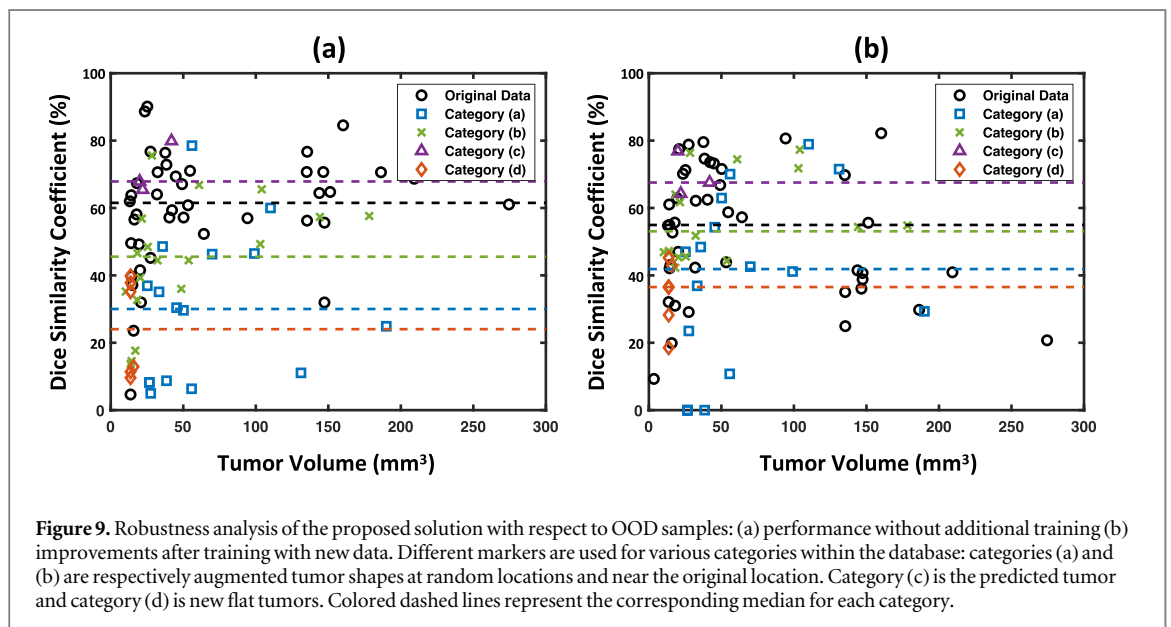 (a)
Dice Similarity Coefficient (%)
100
80
60
40
20
0
0 50 100 150 200 250 300
Tumor Volume (mm³)
Original Data
Category (a)
Category (b)
Category (c)
Category (d)
(b)
Dice Similarity Coefficient (%)
100
80
60
40
20
0
0 50 100 150 200 250 300
Tumor Volume (mm³)
Original Data
Category (a)
Category (b)
Category (c)
Category (d)
Figure 9. Robustness analysis of the proposed solution with respect to OOD samples: (a) performance without additional training (b)
improvements after training with new data. Different markers are used for various categories within the database: categories (a) and
(b) are respectively augmented tumor shapes at random locations and near the original location. Category (c) is the predicted tumor
and category (d) is new flat tumors. Colored dashed lines represent the corresponding median for each category.